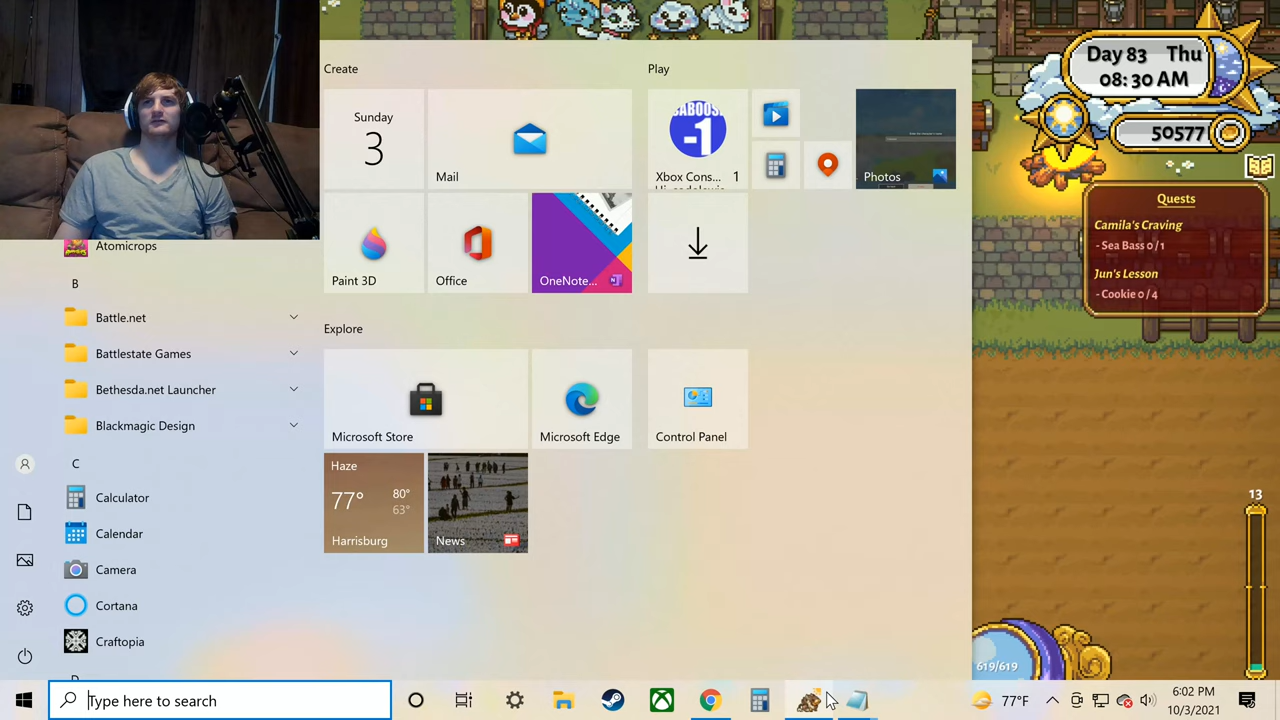 Create
Play
Sunday
3
Mail
CABOOS
-1
Xbox Cons...
1
Photos
Paint 3D
Office
OneNote...
Explore
Microsoft Store
Microsoft Edge
Control Panel
Haze
77°
80°
63°
Harrisburg
News
Atomicrops
B
Battle.net
Battlestate Games
Bethesda.net Launcher
Blackmagic Design
C
Calculator
Calendar
Camera
Cortana
Craftopia
Type here to search
Day 83 Thu
08:30 AM
50577
Quests
Camila's Craving
- Sea Bass 0/1
Jun's Lesson
- Cookie 0/4
13
619/619
77°F
6:02 PM
10/3/2021